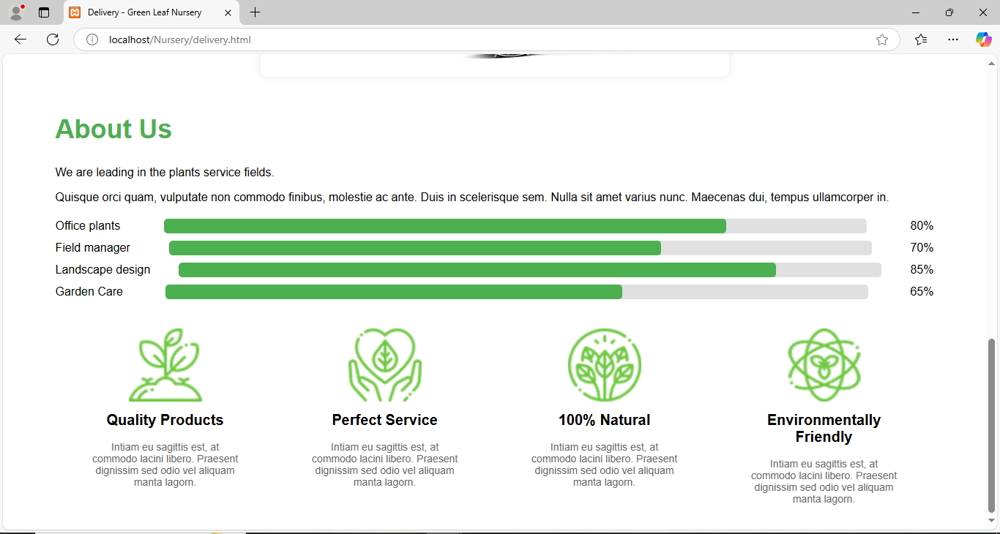 Delivery - Green Leaf Nursery
localhost/Nursery/delivery.html
About Us
We are leading in the plants service fields.
Quisque orci quam, vulputate non commodo finibus, molestie ac ante. Duis in scelerisque sem. Nulla sit amet varius nunc. Maecenas dui, tempus ullamcorper in.
Office plants 80%
Field manager 70%
Landscape design 85%
Garden Care 65%
Quality Products
Intiam eu sagittis est, at
commodo lacini libero. Praesent
dignissim sed odio vel aliquam
manta lagorn.
Perfect Service
Intiam eu sagittis est, at
commodo lacini libero. Praesent
dignissim sed odio vel aliquam
manta lagorn.
100% Natural
Intiam eu sagittis est, at
commodo lacini libero. Praesent
dignissim sed odio vel aliquam
manta lagorn.
Environmentally
Friendly
Intiam eu sagittis est, at
commodo lacini libero. Praesent
dignissim sed odio vel aliquam
manta lagorn.